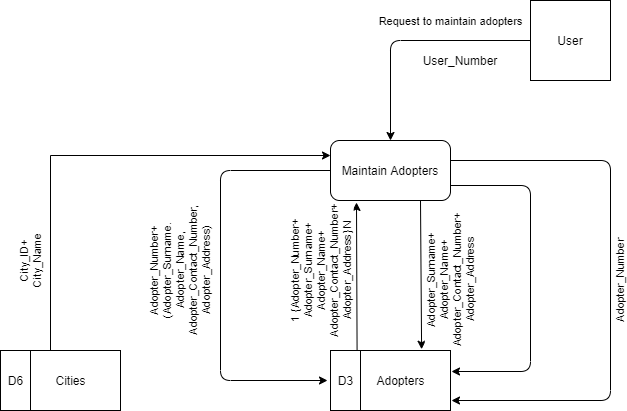 Request to maintain adopters
User
User_Number
Maintain Adopters
City_ID+
City_Name
Adopter_Number+
(Adopter_Surname.
Adopter_Name,
Adopter_Contact_Number,
Adopter_Address)
1 {Adopter_Number+
Adopter_Surname+
Adopter_Name+
Adopter_Contact_Number+
Adopter_Address}N
Adopter_Surname+
Adopter_Name+
Adopter_Contact_Number+
Adopter_Address
Adopter_Number
D6
Cities
D3
Adopters